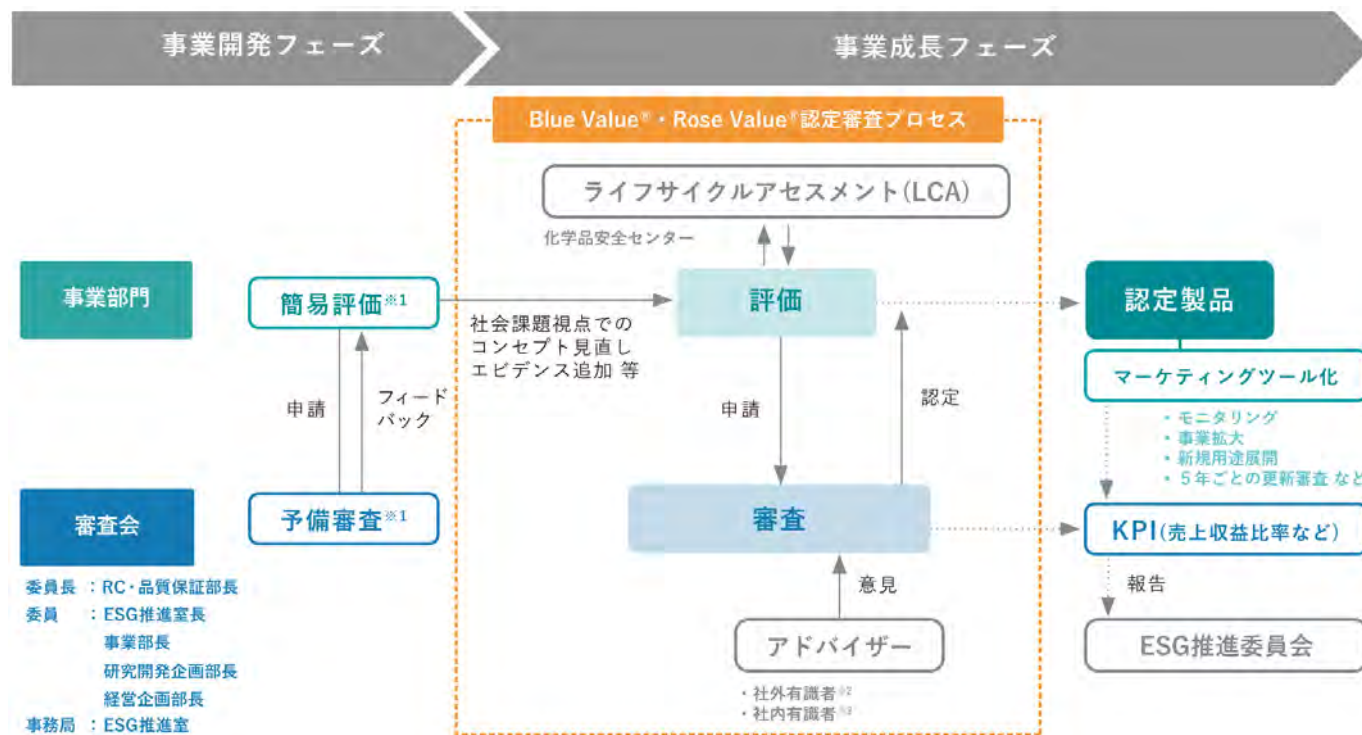 事業開発フェーズ
事業成長フェーズ
Blue Value®・Rose Value®認定審査プロセス
ライフサイクルアセスメント(LCA)
化学品安全センター
事業部門
簡易評価※1
社会課題視点での
コンセプト見直し
エビデンス追加 等
評価
認定製品
マーケティングツール化
・モニタリング
・事業拡大
・新規用途展開
・5年ごとの更新審査 など
申請
フィード
バック
申請
認定
審査会
予備審査※1
審査
KPI(売上収益比率など)
委員長 : RC・品質保証部長
委員 : ESG推進室長
事業部長
研究開発企画部長
経営企画部長
事務局 : ESG推進室
意見
アドバイザー
・社外有識者※2
・社内有識者※3
報告
ESG推進委員会